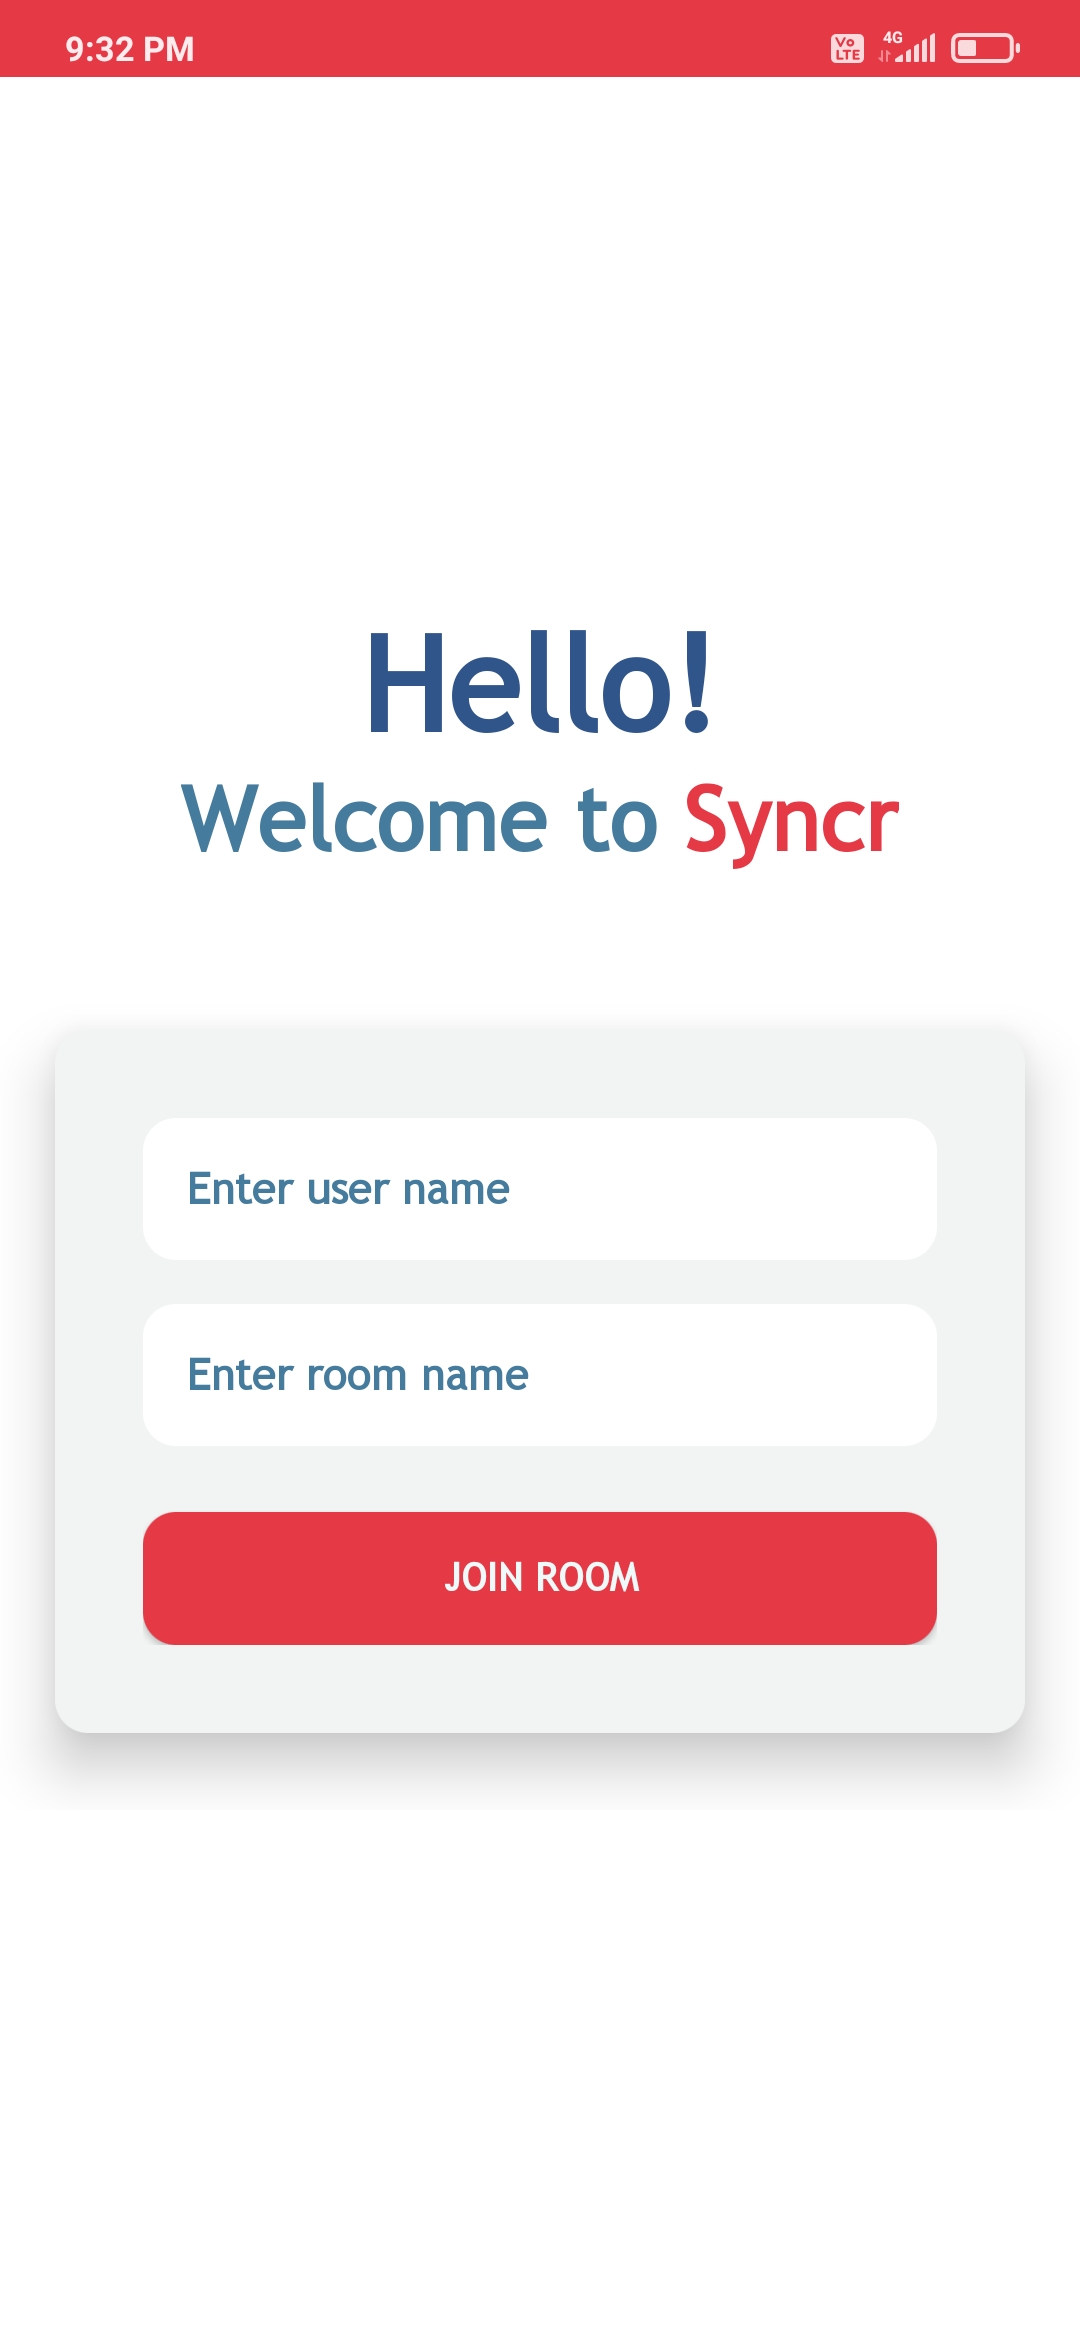 9:32 PM
Vo
LTE
4G
Hello!
Welcome to Syncr
Enter user name
Enter room name
JOIN ROOM